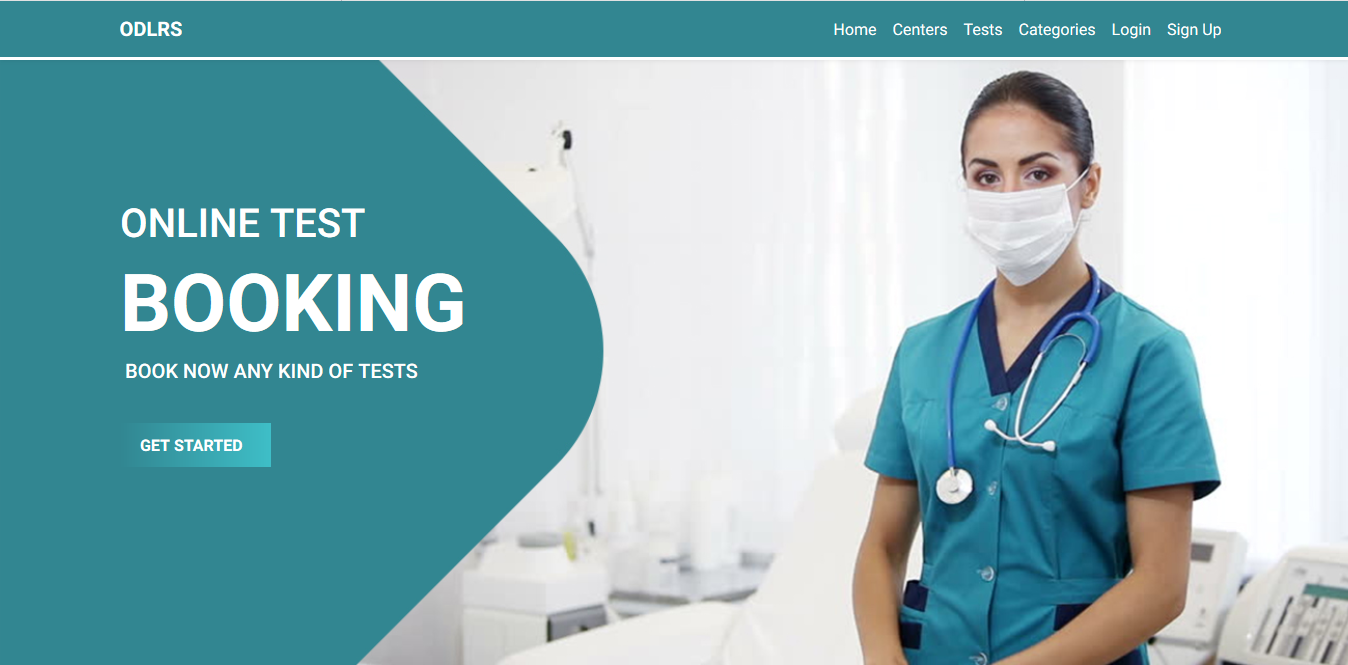 ODLRS
Home Centers Tests Categories Login Sign Up
ONLINE TEST
BOOKING
BOOK NOW ANY KIND OF TESTS
GET STARTED